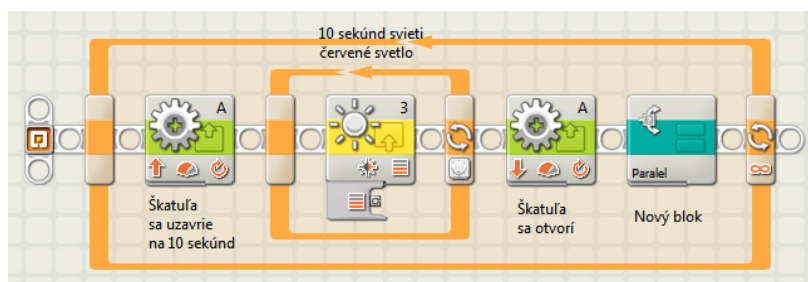 10 sekúnd svieti
červené svetlo
A
3
A
Paralel
Škatuľa
sa uzavrie
na 10 sekúnd
Škatuľa
sa otvorí
Nový blok